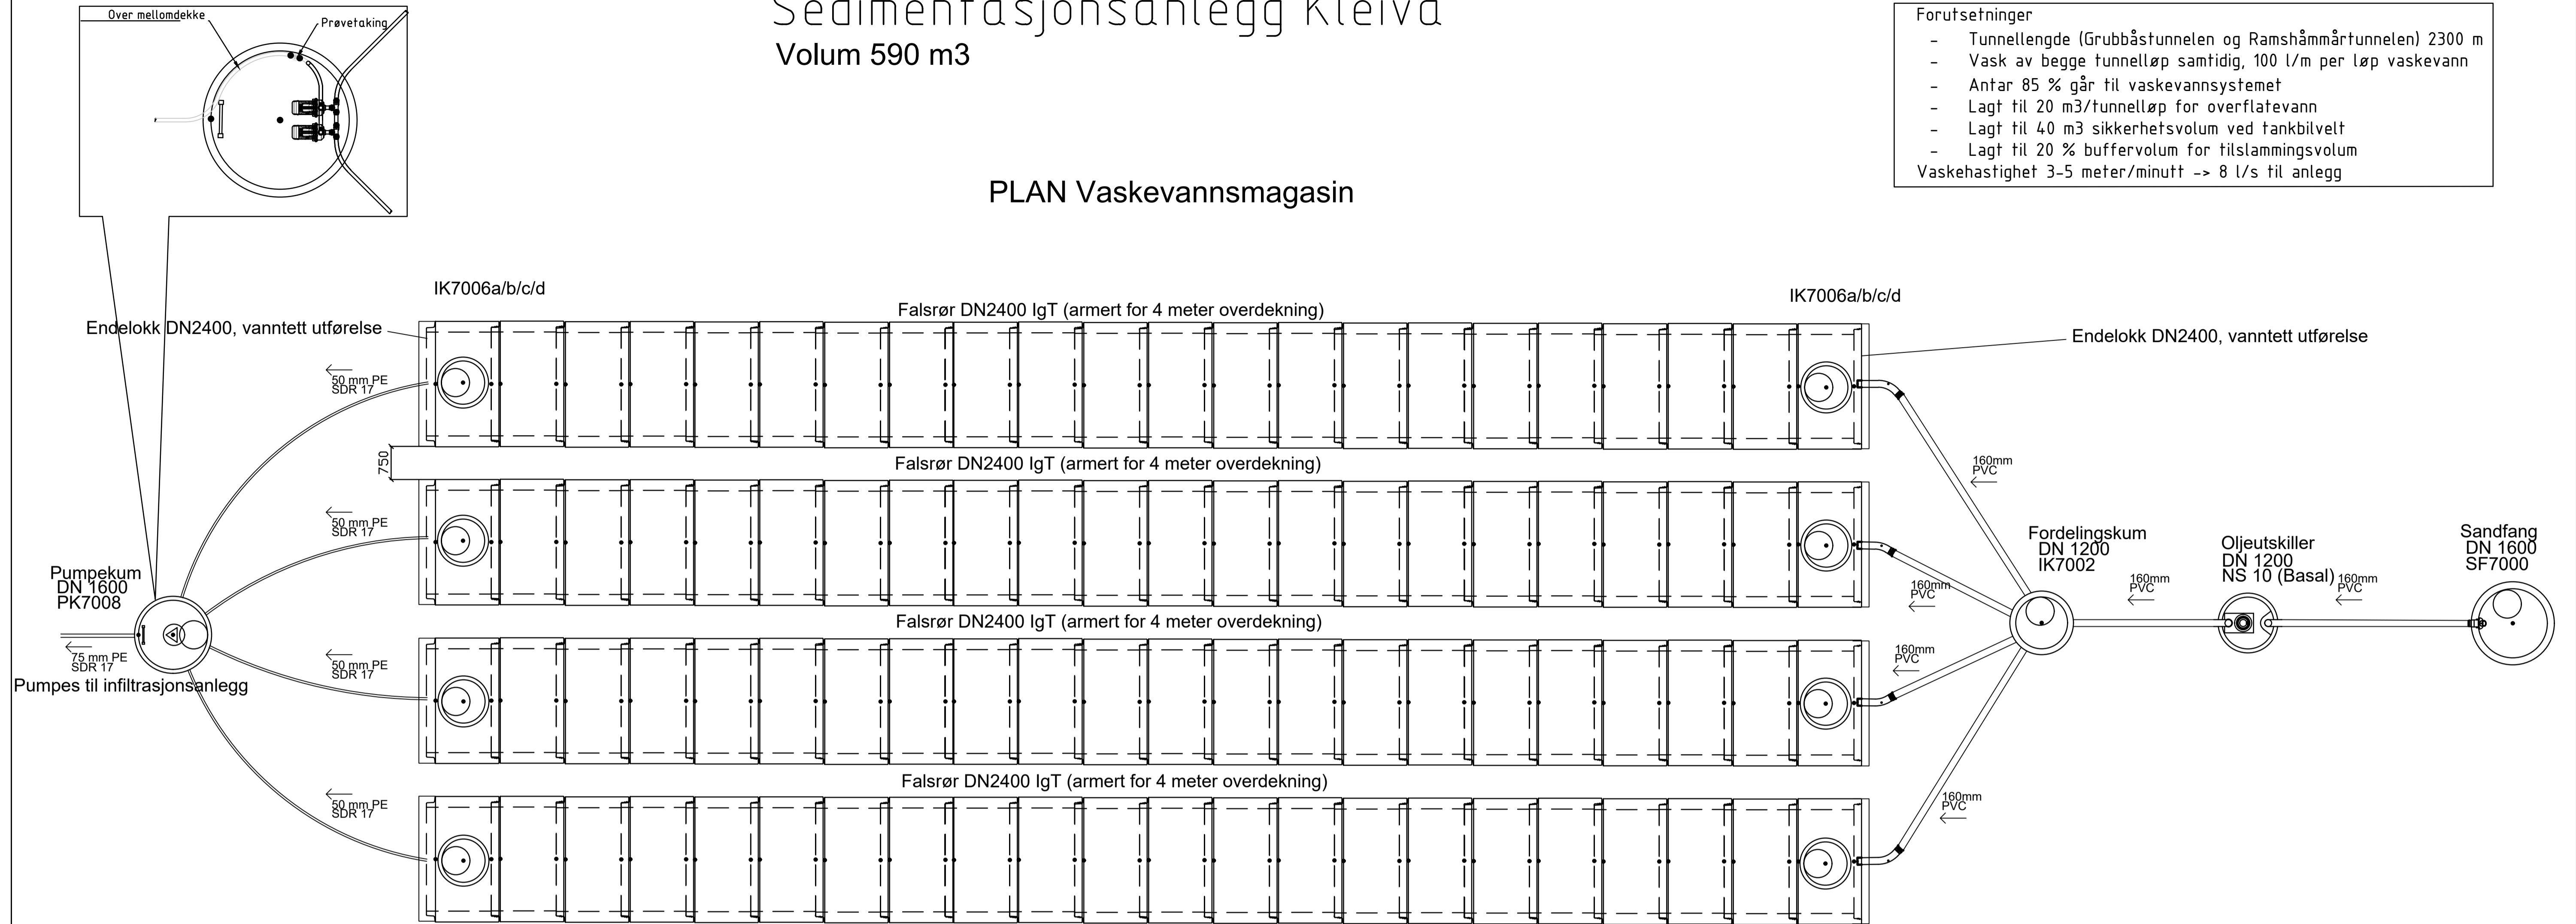 Over mellomdekke
Prøvetaking
Sedimentasjonsanlegg Kleiva
Volum 590 m3
Forutsetninger
- Tunnellengde (Grubbåstunnelen og Ramshåmmårtunnelen) 2300 m
- Vask av begge tunnelløp samtidig, 100 l/m per løp vaskevann
- Antar 85 % går til vaskevannsystemet
- Lagt til 20 m3/tunnelløp for overflatevann
- Lagt til 40 m3 sikkerhetsvolum ved tankbilvelt
- Lagt til 20 % buffervolum for tilslammingsvolum
Vaskehastighet 3-5 meter/minutt -> 8 l/s til anlegg
PLAN Vaskevannsmagasin
IK7006a/b/c/d
IK7006a/b/c/d
Falsrør DN2400 IgT (armert for 4 meter overdekning)
Endelokk DN2400, vanntett utførelse
Endelokk DN2400, vanntett utførelse
50 mm PE
SDR 17
750
Falsrør DN2400 IgT (armert for 4 meter overdekning)
160mm
PVC
50 mm PE
SDR 17
Fordelingskum
DN 1200
IK7002
Oljeutskiller
DN 1200
NS 10 (Basal)
Sandfang
DN 1600
SF7000
Pumpekum
DN 1600
PK7008
160mm
PVC
160mm
PVC
160mm
PVC
Falsrør DN2400 IgT (armert for 4 meter overdekning)
75 mm PE
SDR 17
Pumpes til infiltrasjonsanlegg
50 mm PE
SDR 17
160mm
PVC
Falsrør DN2400 IgT (armert for 4 meter overdekning)
50 mm PE
SDR 17
160mm
PVC